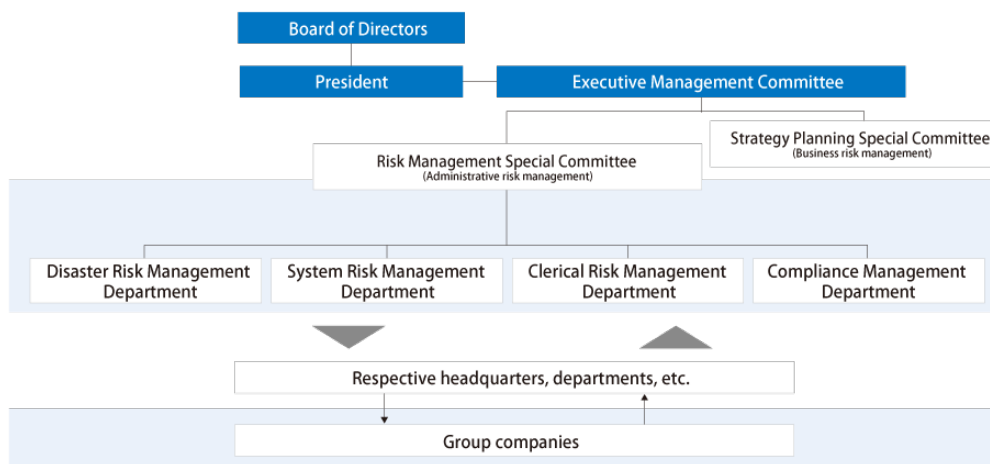 Board of Directors
President
Executive Management Committee
Strategy Planning Special Committee
(Business risk management)
Risk Management Special Committee
(Administrative risk management)
Disaster Risk Management
Department
System Risk Management
Department
Clerical Risk Management
Department
Compliance Management
Department
Respective headquarters, departments, etc.
Group companies